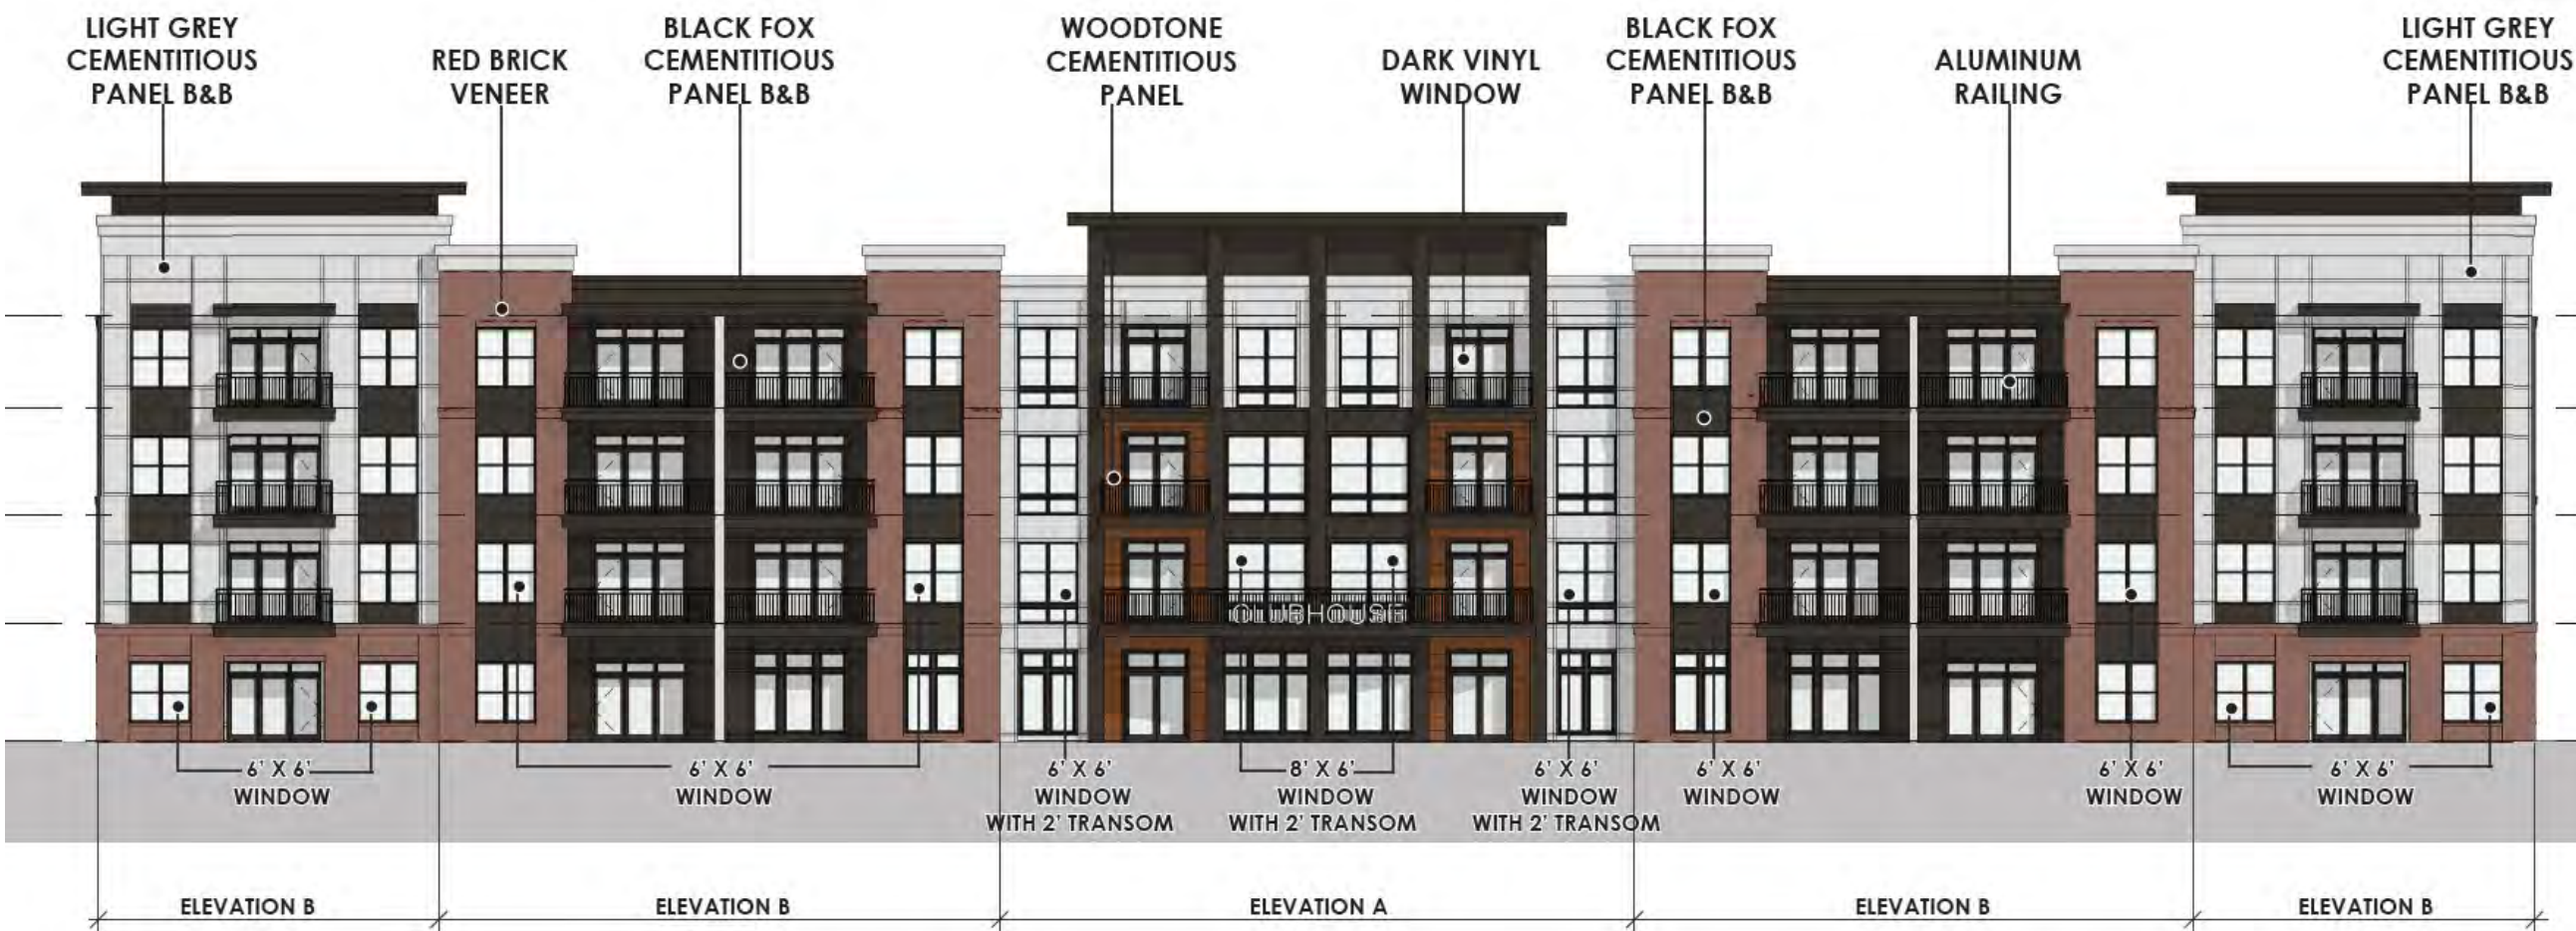 LIGHT GREY
CEMENTITIOUS
PANEL B&B
RED BRICK
VENEER
BLACK FOX
CEMENTITIOUS
PANEL B&B
WOODTONE
CEMENTITIOUS
PANEL
DARK VINYL
WINDOW
BLACK FOX
CEMENTITIOUS
PANEL B&B
ALUMINUM
RAILING
LIGHT GREY
CEMENTITIOUS
PANEL B&B
CLUBHOUSE
6' X 6'
WINDOW
6' X 6'
WINDOW
6' X 6'
WINDOW
WITH 2' TRANSOM
8' X 6'
WINDOW
WITH 2' TRANSOM
6' X 6'
WINDOW
WITH 2' TRANSOM
6' X 6'
WINDOW
6' X 6'
WINDOW
6' X 6'
WINDOW
ELEVATION B
ELEVATION B
ELEVATION A
ELEVATION B
ELEVATION B